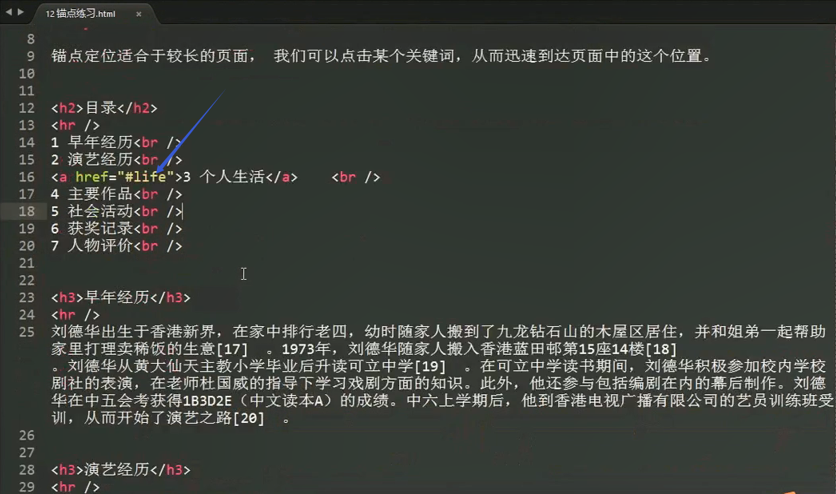 12 锚点练习.html ×
8
9 锚点定位适合于较长的页面， 我们可以点击某个关键词，从而迅速到达页面中的这个位置。
10
11
12 <h2>目录</h2>
13 <hr />
14 1 早年经历<br />
15 2 演艺经历<br />
16 <a href="#life">3 个人生活</a>    <br />
17 4 主要作品<br />
18 5 社会活动<br />
19 6 获奖记录<br />
20 7 人物评价<br />
21
22
23 <h3>早年经历</h3>
24 <hr />
25 刘德华出生于香港新界，在家中排行老四，幼时随家人搬到了九龙钻石山的木屋区居住，并和姐弟一起帮助
家里打理卖稀饭的生意[17]  。1973年，刘德华随家人搬入香港蓝田邨第15座14楼[18]
。刘德华从黄大仙天主教小学毕业后升读可立中学[19]  。在可立中学读书期间，刘德华积极参加校内学校
剧社的表演，在老师杜国威的指导下学习戏剧方面的知识。此外，他还参与包括编剧在内的幕后制作。刘德
华在中五会考获得1B3D2E（中文读本A）的成绩。中六上学期后，他到香港电视广播有限公司的艺员训练班受
训，从而开始了演艺之路[20]  。
26
27
28 <h3>演艺经历</h3>
29 <hr />